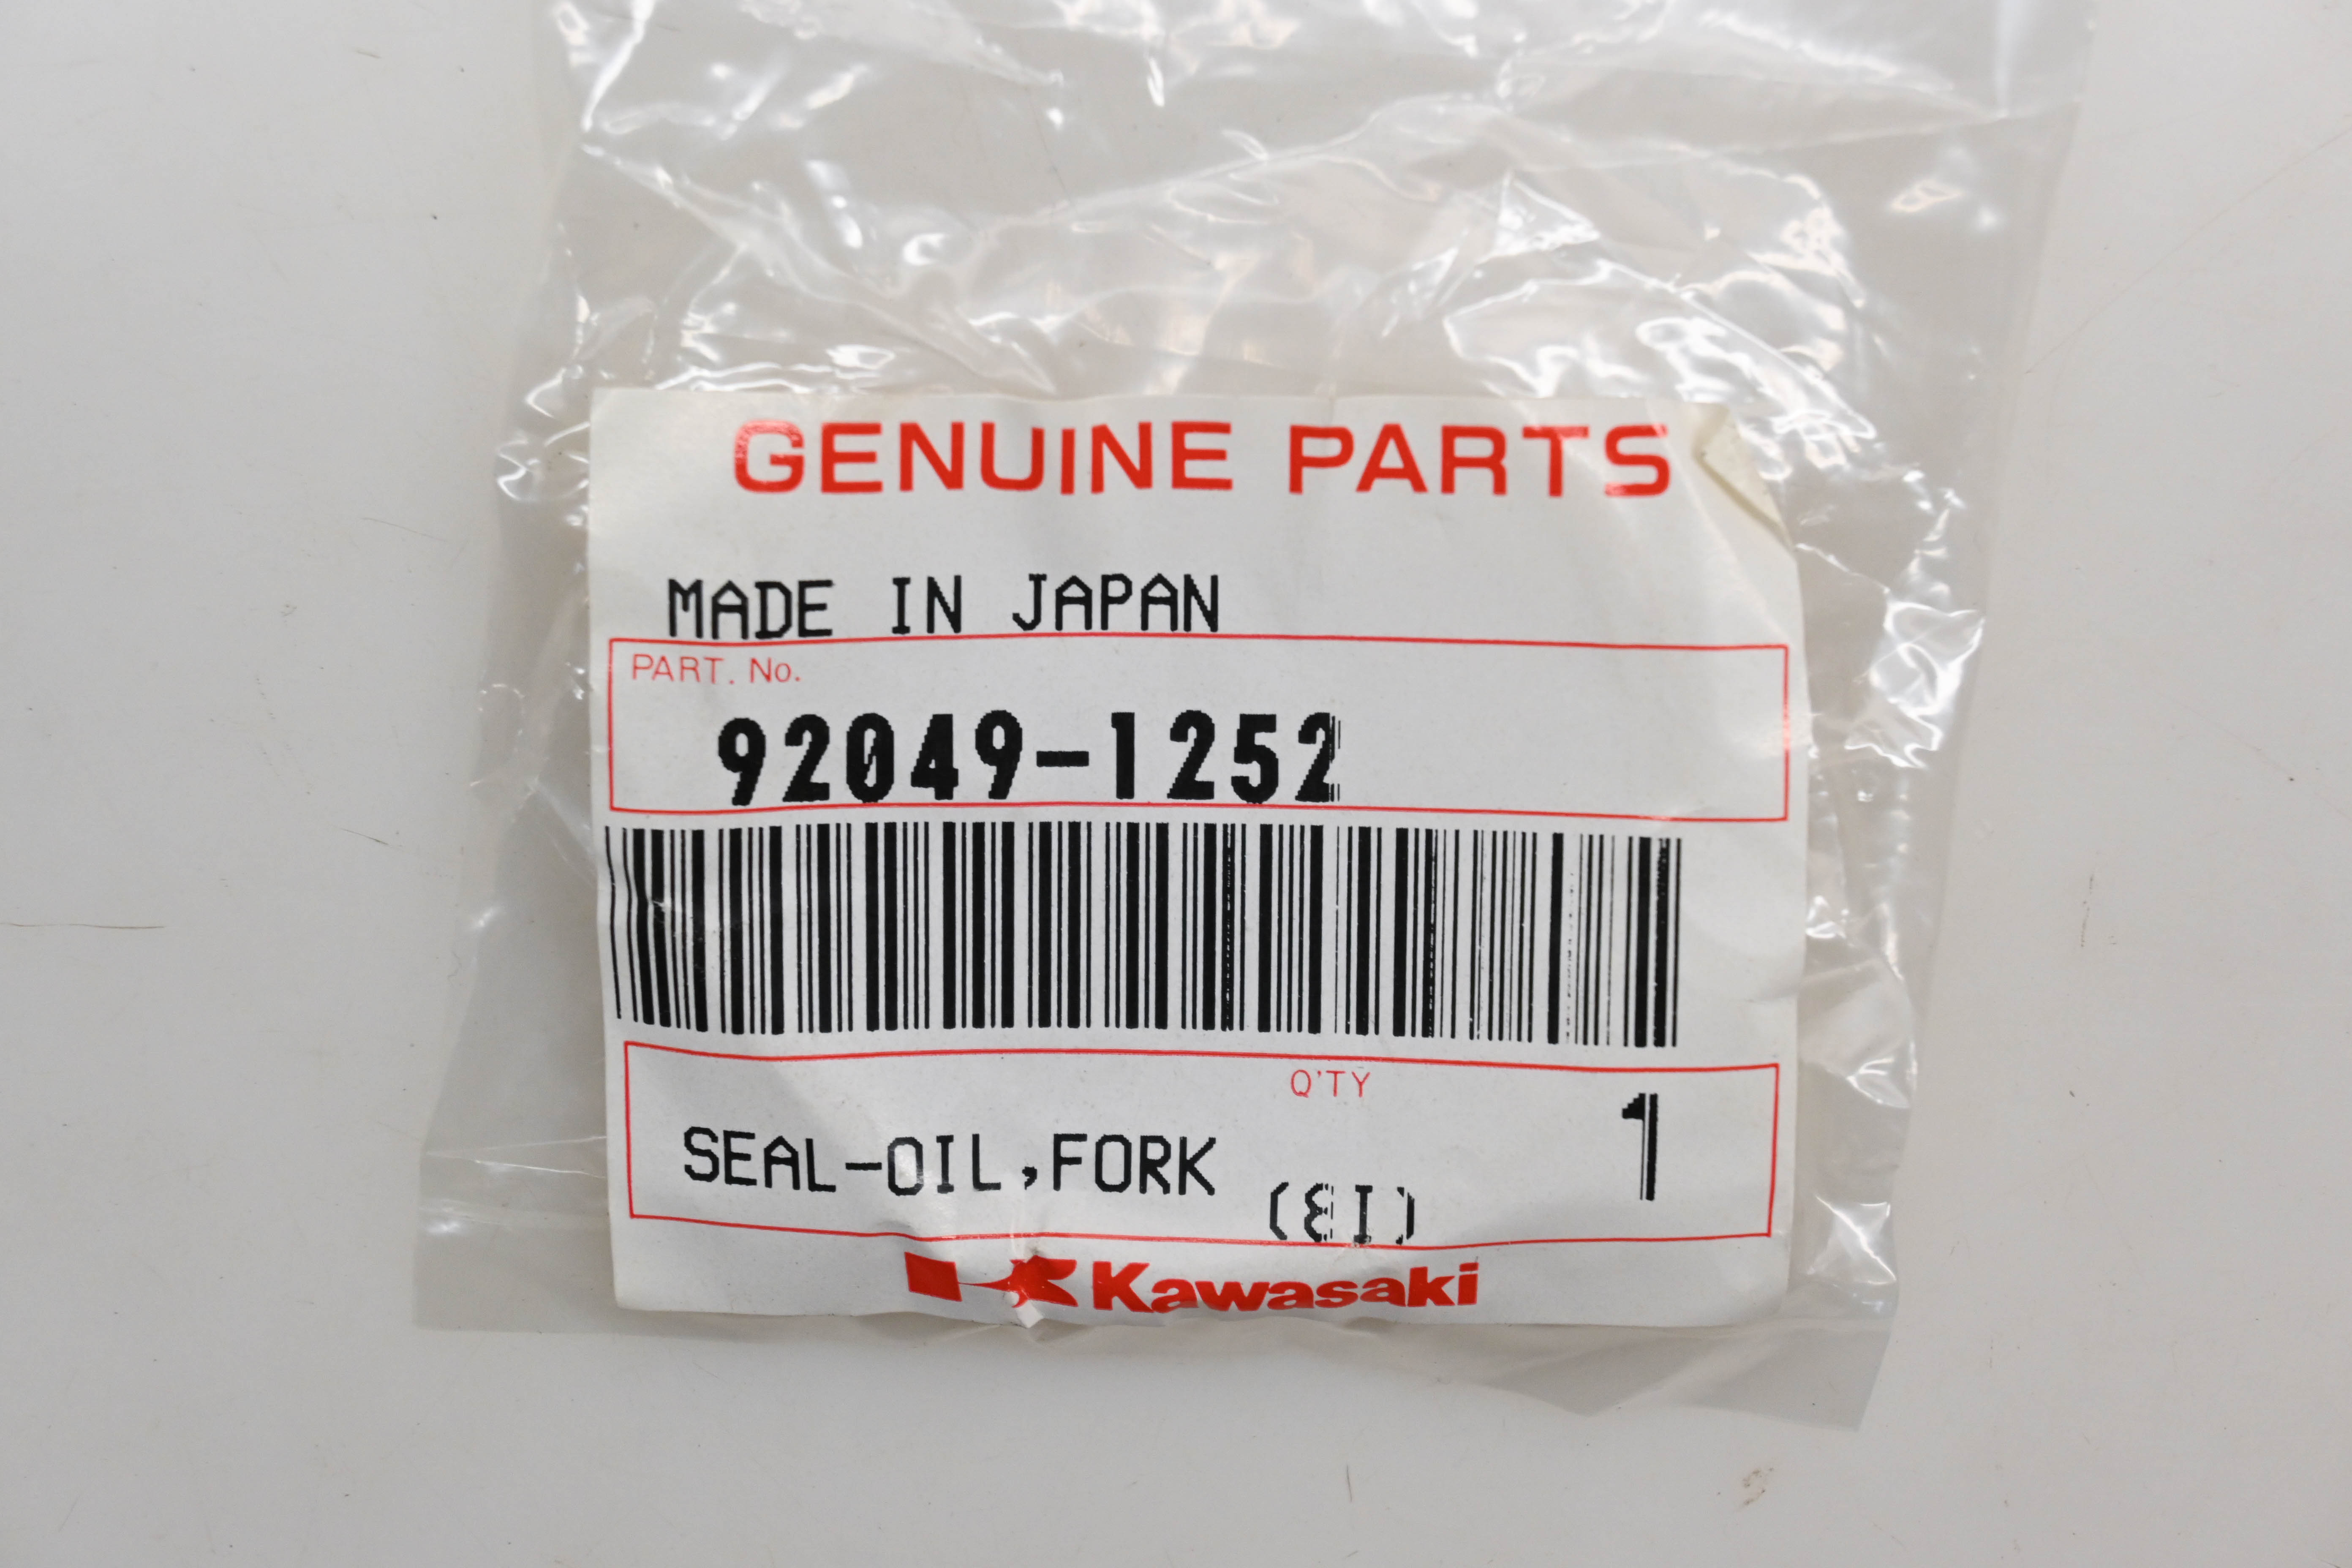 GENUINE PARTS
MADE IN JAPAN
PART. No.
92049-1252
Q'TY
1
SEAL-OIL,FORK
Kawasaki